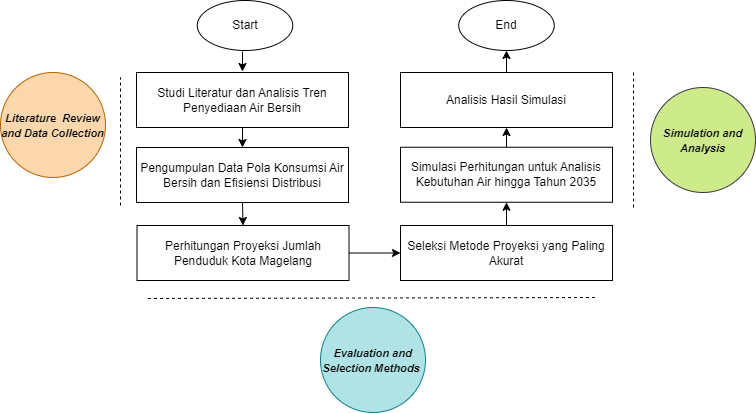 Start
Studi Literatur dan Analisis Tren
Penyediaan Air Bersih
Pengumpulan Data Pola Konsumsi Air
Bersih dan Efisiensi Distribusi
Perhitungan Proyeksi Jumlah
Penduduk Kota Magelang
Seleksi Metode Proyeksi yang Paling
Akurat
Simulasi Perhitungan untuk Analisis
Kebutuhan Air hingga Tahun 2035
Analisis Hasil Simulasi
End
Literature Review
and Data Collection
Evaluation and
Selection Methods
Simulation and
Analysis